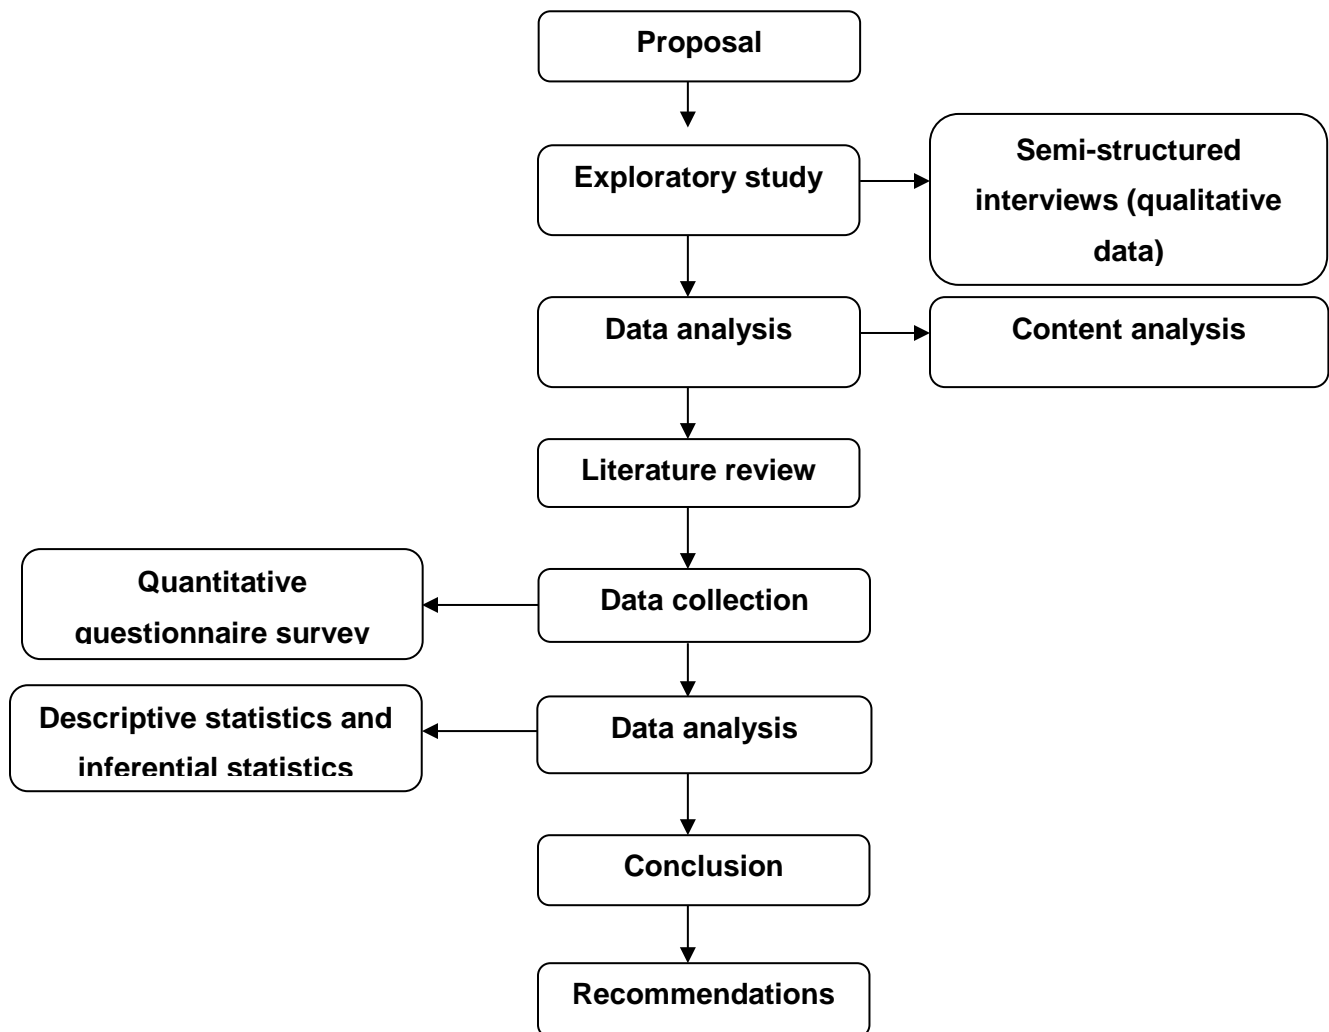 Proposal
Exploratory study
Semi-structured
interviews (qualitative
data)
Data analysis
Content analysis
Literature review
Quantitative
questionnaire survey
Data collection
Descriptive statistics and
inferential statistics
Data analysis
Conclusion
Recommendations